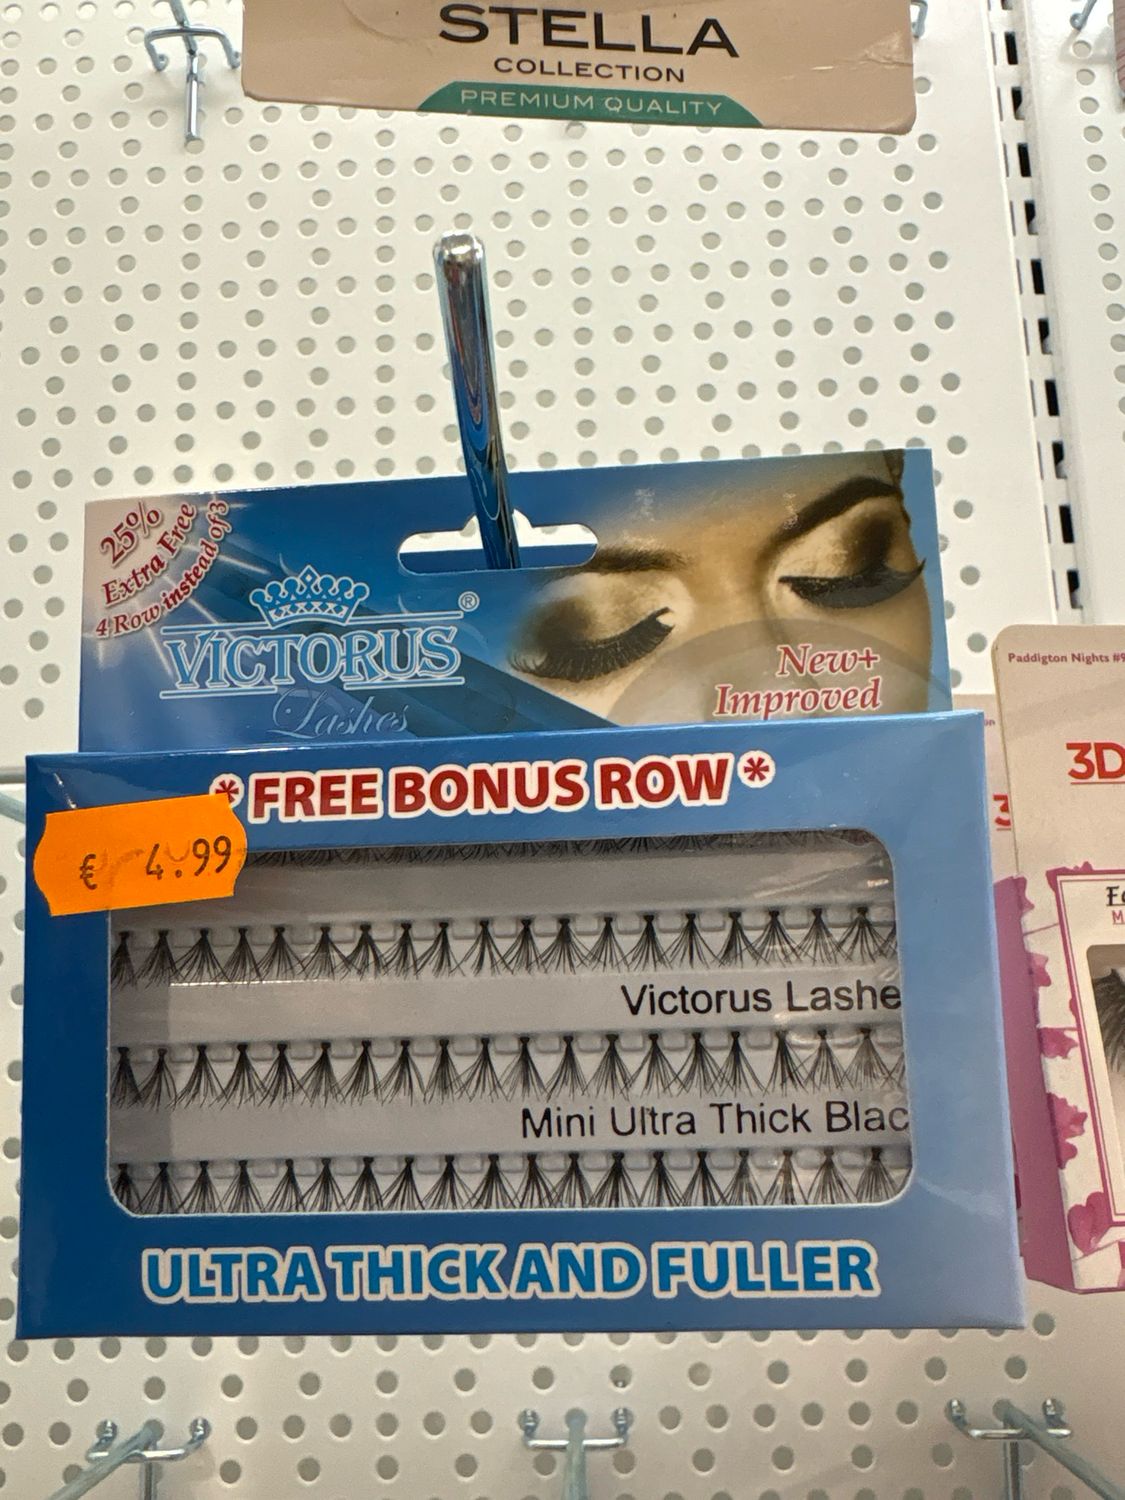 STELLA
COLLECTION
PREMIUM QUALITY
25%
Extra Free
4 Row instead of 3
VICTORUS®
Lashes
New+
Improved
Paddigton Nights #9
3D
* FREE BONUS ROW *
€ 4.99
Victorus Lashe
Mini Ultra Thick Blac
ULTRA THICK AND FULLER